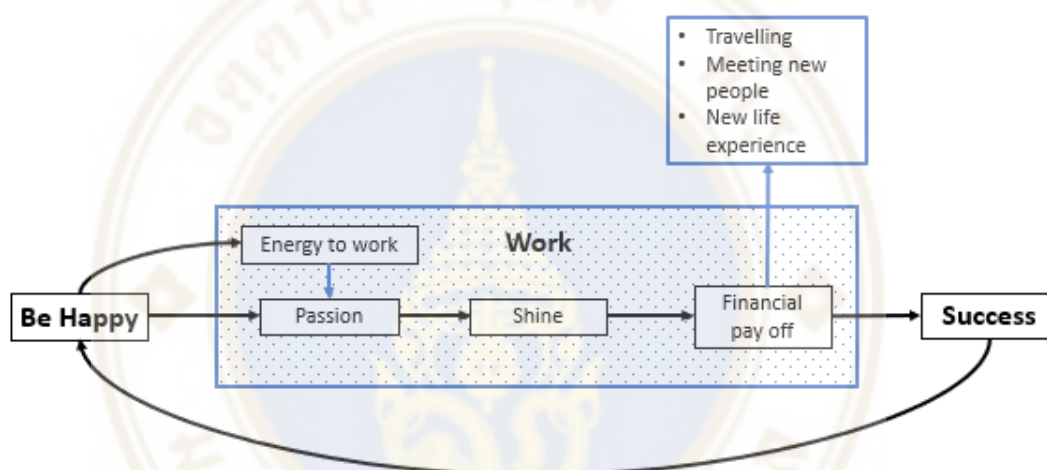 • Travelling
• Meeting new
people
• New life
experience
Energy to work
Work
Be Happy
Passion
Shine
Financial
pay off
Success